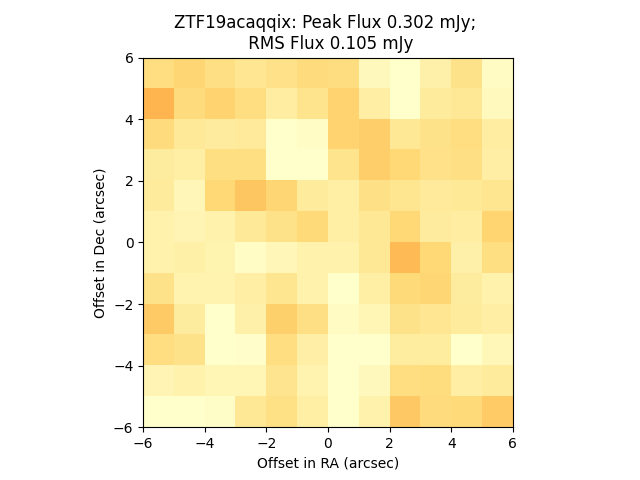 ZTF19acaqqix: Peak Flux 0.302 mJy;
RMS Flux 0.105 mJy
6
4
2
0
−2
−4
−6
Offset in Dec (arcsec)
−6 −4 −2 0 2 4 6
Offset in RA (arcsec)